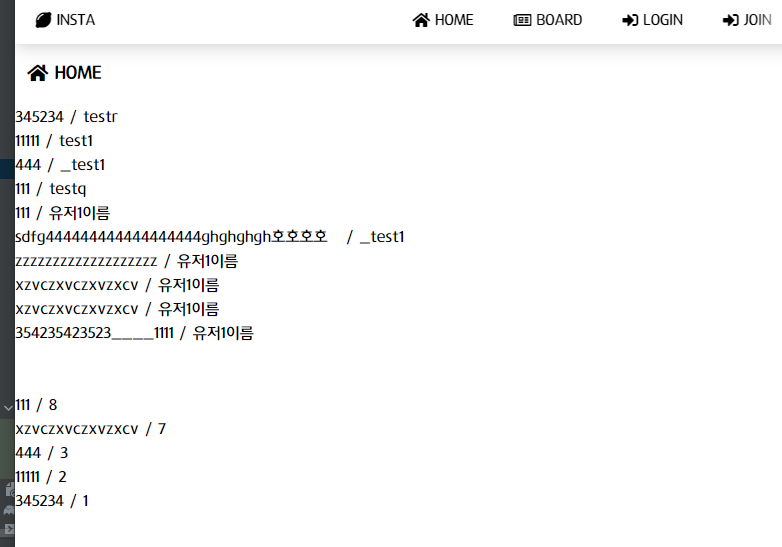 INSTA HOME BOARD LOGIN JOIN
HOME
345234 / testr
11111 / test1
444 / _test1
111 / testq
111 / 유저1이름
sdfg444444444444444444ghghghgh호호호호 / _test1
zzzzzzzzzzzzzzzzzzz / 유저1이름
xzvczxvczxvzxcv / 유저1이름
xzvczxvczxvzxcv / 유저1이름
354235423523____1111 / 유저1이름
111 / 8
xzvczxvczxvzxcv / 7
444 / 3
11111 / 2
345234 / 1